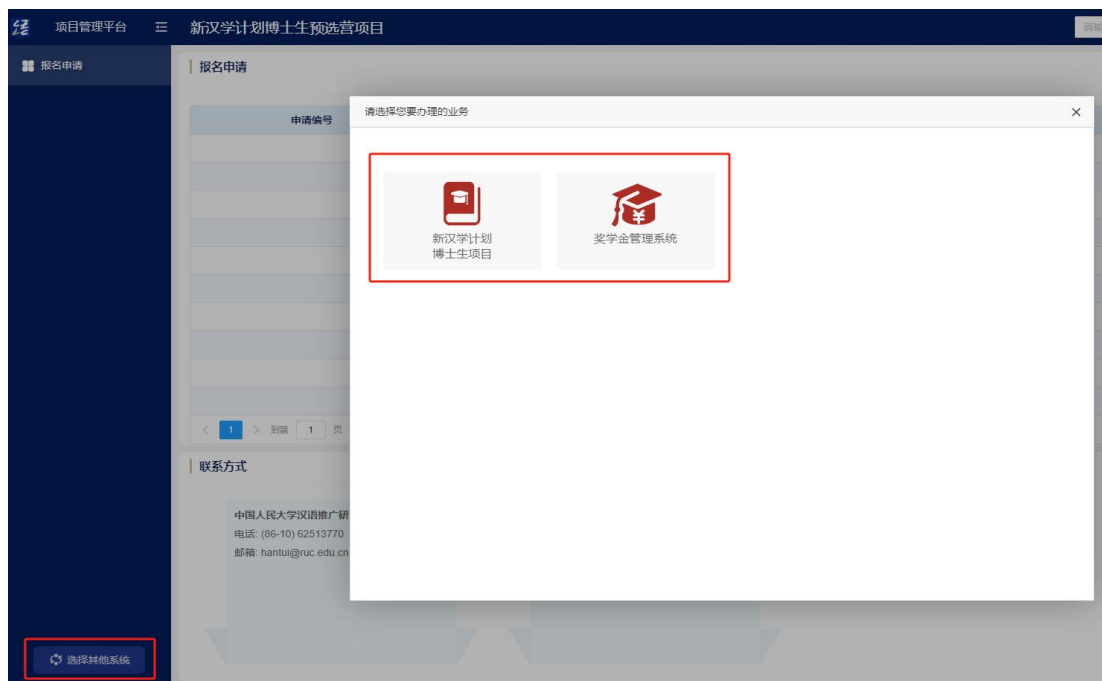 项目管理平台
新汉学计划博士生预选营项目
请输
报名申请
报名申请
申请编号
请选择您要办理的业务
新汉学计划
博士生项目
奖学金管理系统
1
到第 1 页
联系方式
中国人民大学汉语推广研
电话: (86-10) 62513770
邮箱: hantui@ruc.edu.cn
选择其他系统